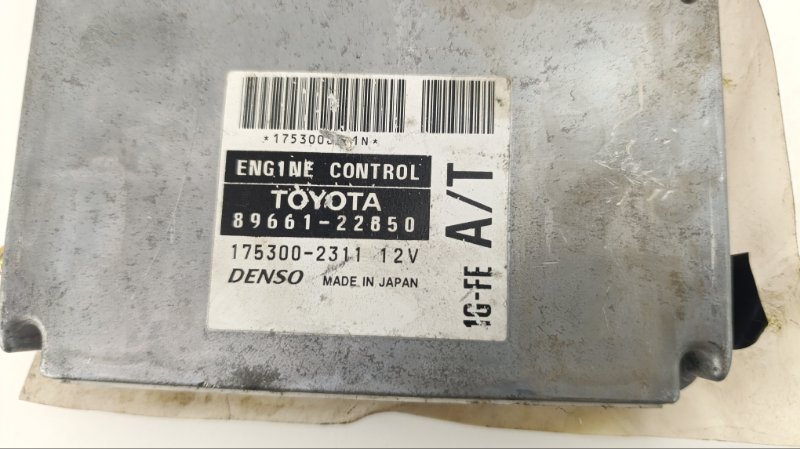 ENGINE CONTROL
TOYOTA
89661-22850
175300-2311 12V
DENSO MADE IN JAPAN
1G-FE A/T